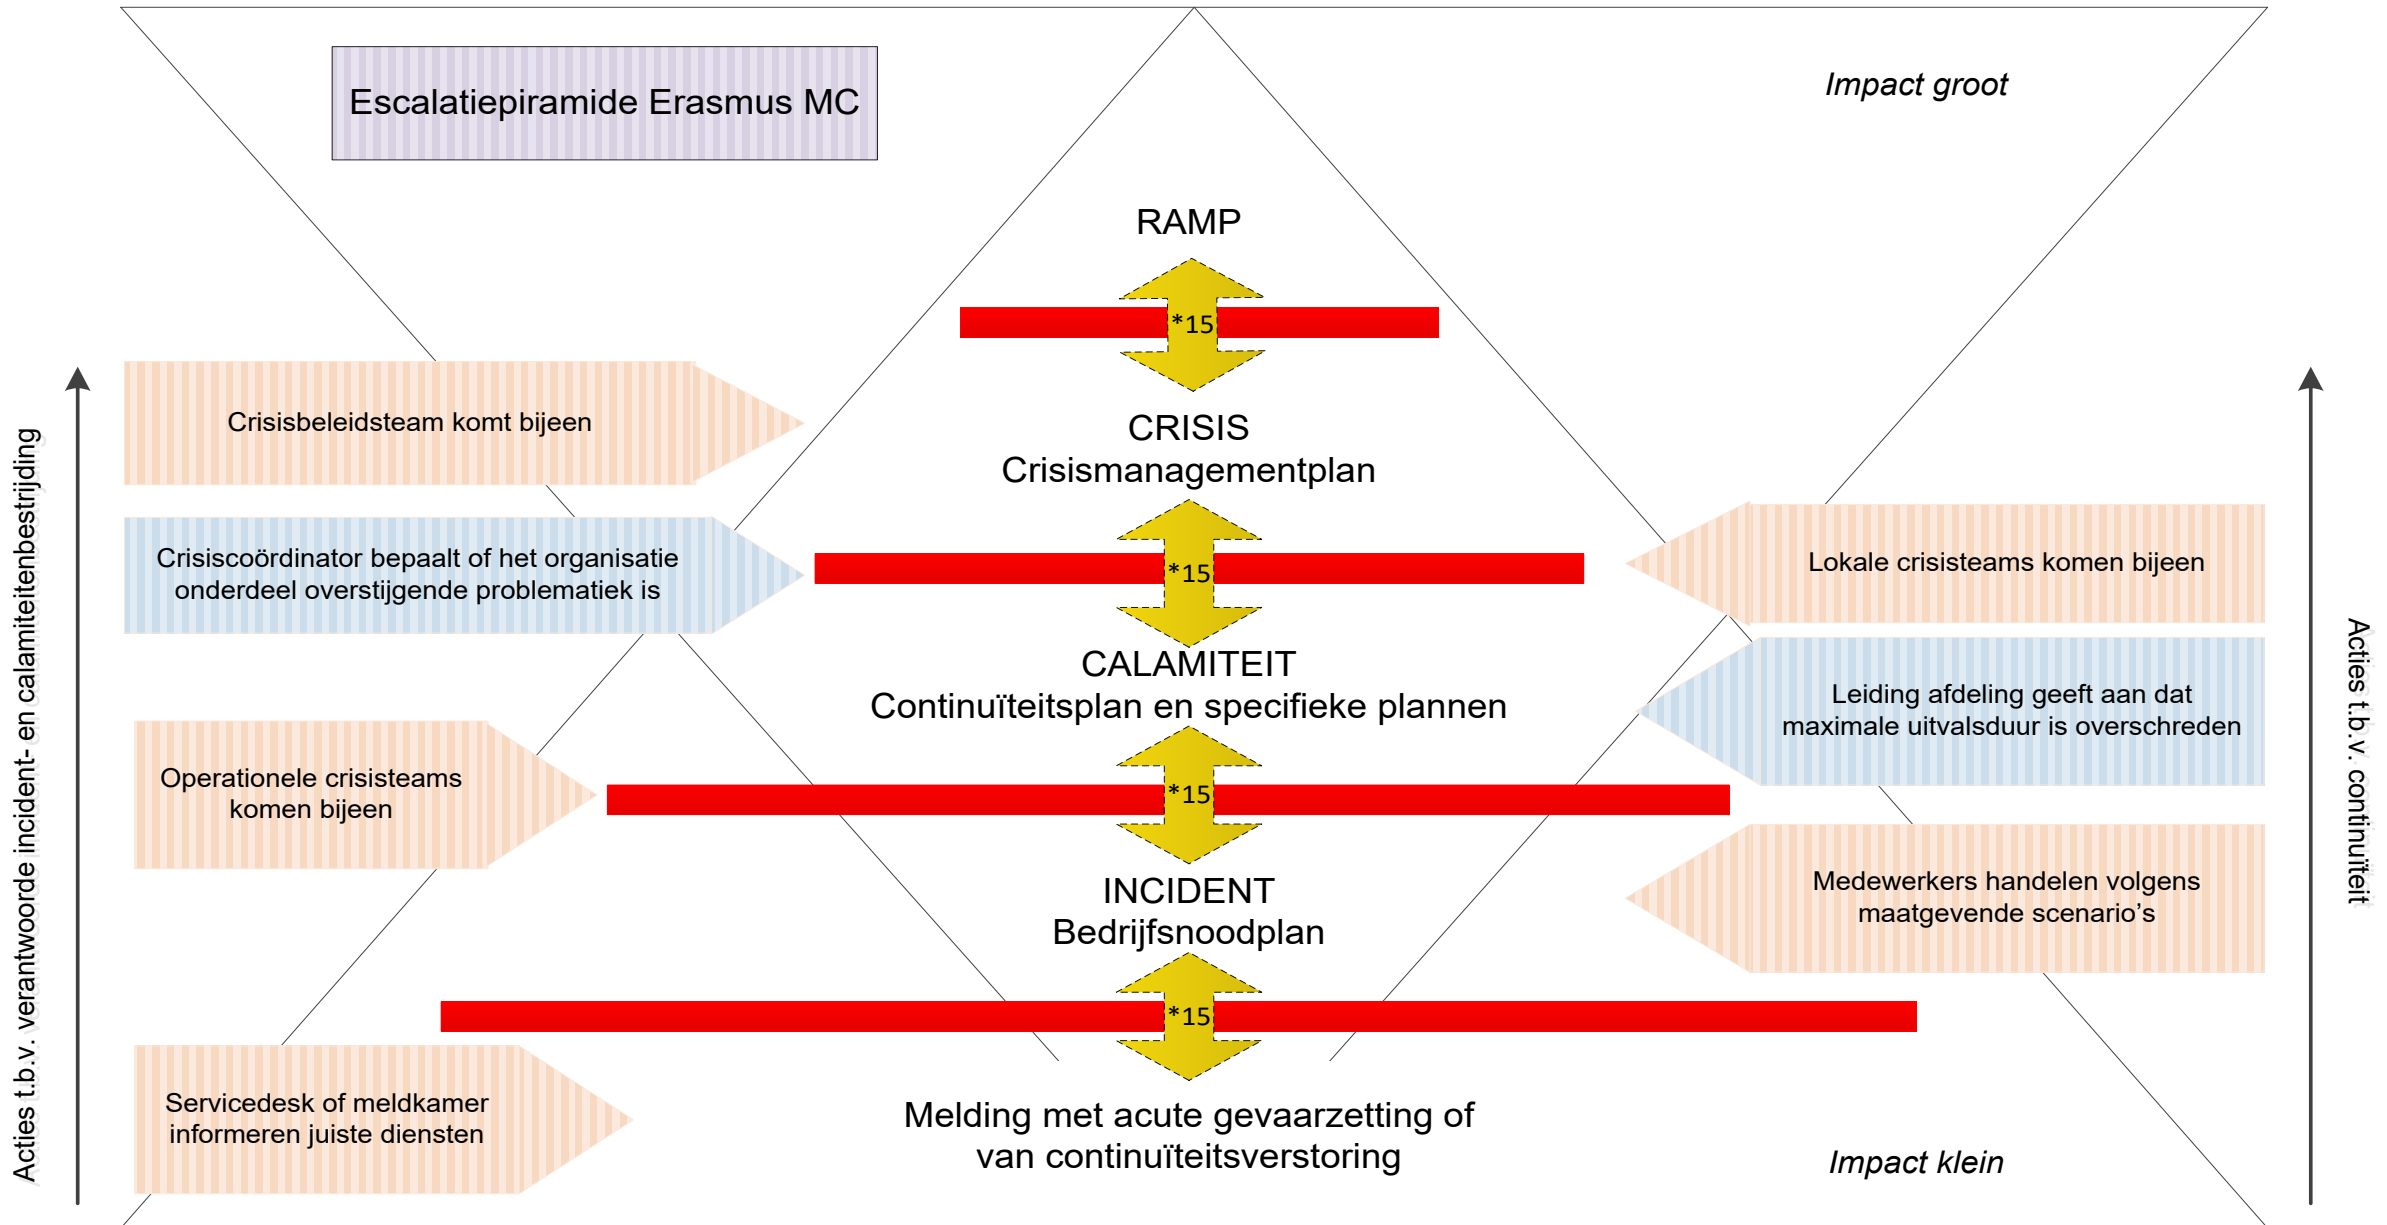 Escalatiepiramide Erasmus MC
Impact groot
RAMP
*15
Crisisbeleidsteam komt bijeen
CRISIS
Crisismanagementplan
Crisiscoördinator bepaalt of het organisatie
onderdeel overstijgende problematiek is
*15
Lokale crisisteams komen bijeen
CALAMITEIT
Continuïteitsplan en specifieke plannen
Leiding afdeling geeft aan dat
maximale uitvalsduur is overschreden
Operationele crisisteams
komen bijeen
*15
INCIDENT
Bedrijfsnoodplan
Medewerkers handelen volgens
maatgevende scenario’s
*15
Servicedesk of meldkamer
informeren juiste diensten
Melding met acute gevaarzetting of
van continuïteitsverstoring
Impact klein
Acties t.b.v. verantwoorde incident- en calamiteitenbestrijding
Acties t.b.v. continuïteit